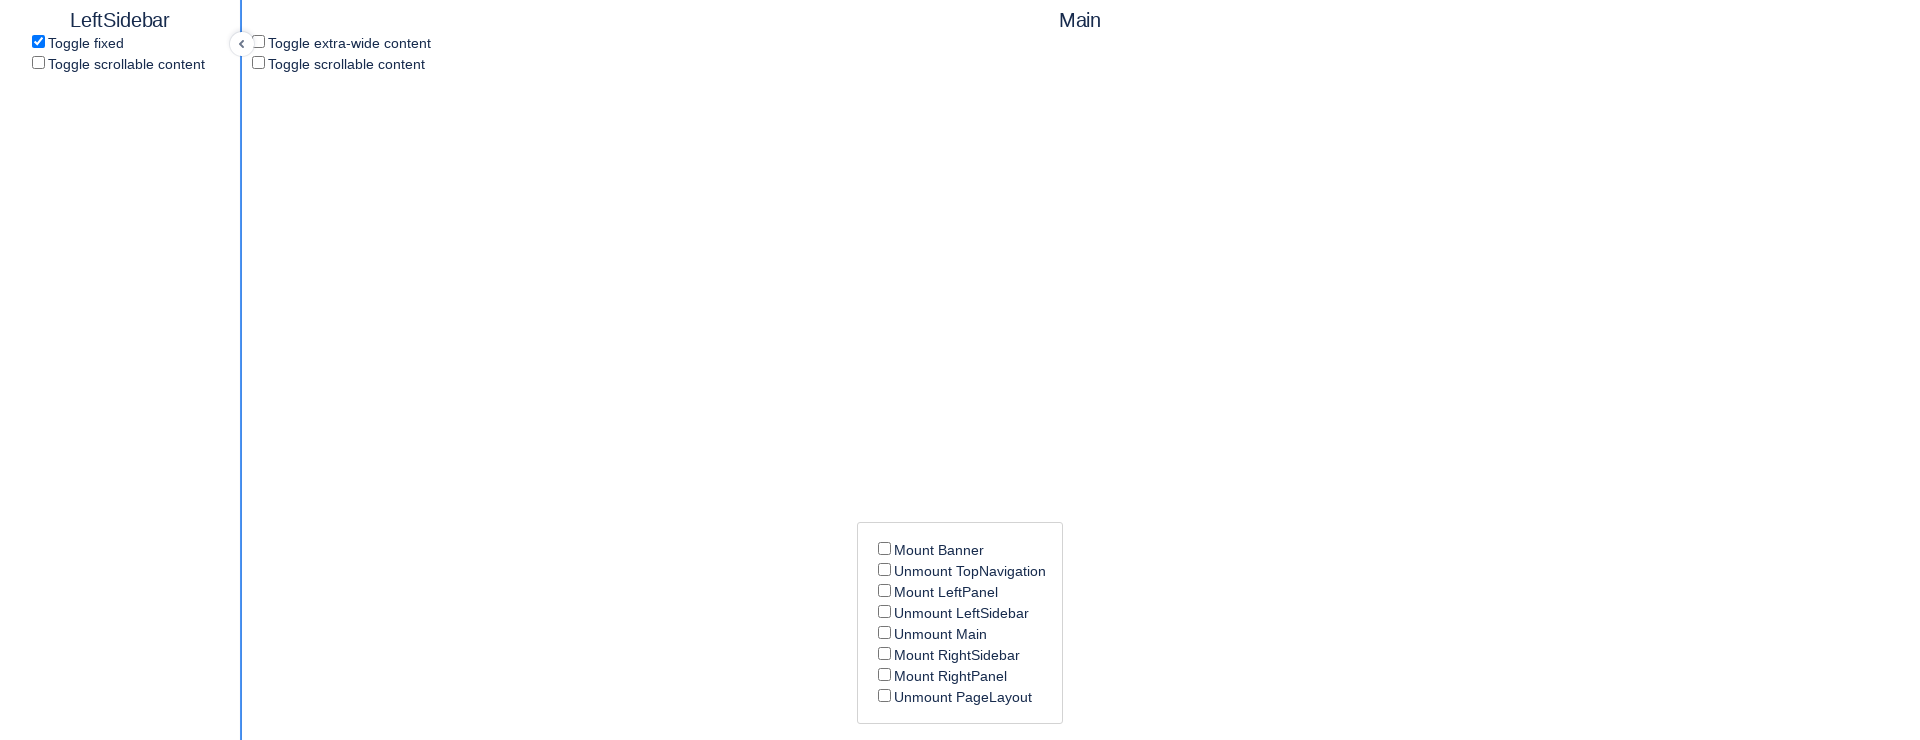 LeftSidebar
Toggle fixed
Toggle scrollable content
Main
Toggle extra-wide content
Toggle scrollable content
Mount Banner
Unmount TopNavigation
Mount LeftPanel
Unmount LeftSidebar
Unmount Main
Mount RightSidebar
Mount RightPanel
Unmount PageLayout